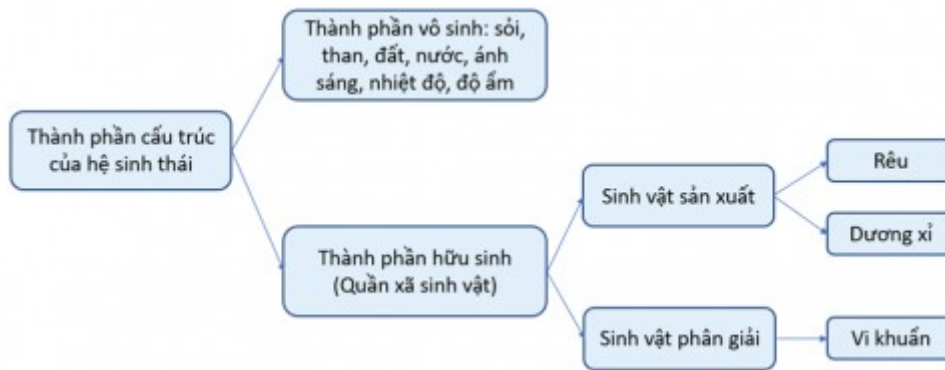 Thành phần vô sinh: sỏi,
than, đất, nước, ánh
sáng, nhiệt độ, độ ẩm
Thành phần cấu trúc
của hệ sinh thái
Thành phần hữu sinh
(Quần xã sinh vật)
Sinh vật sản xuất
Rêu
Dương xỉ
Sinh vật phân giải
Vi khuẩn